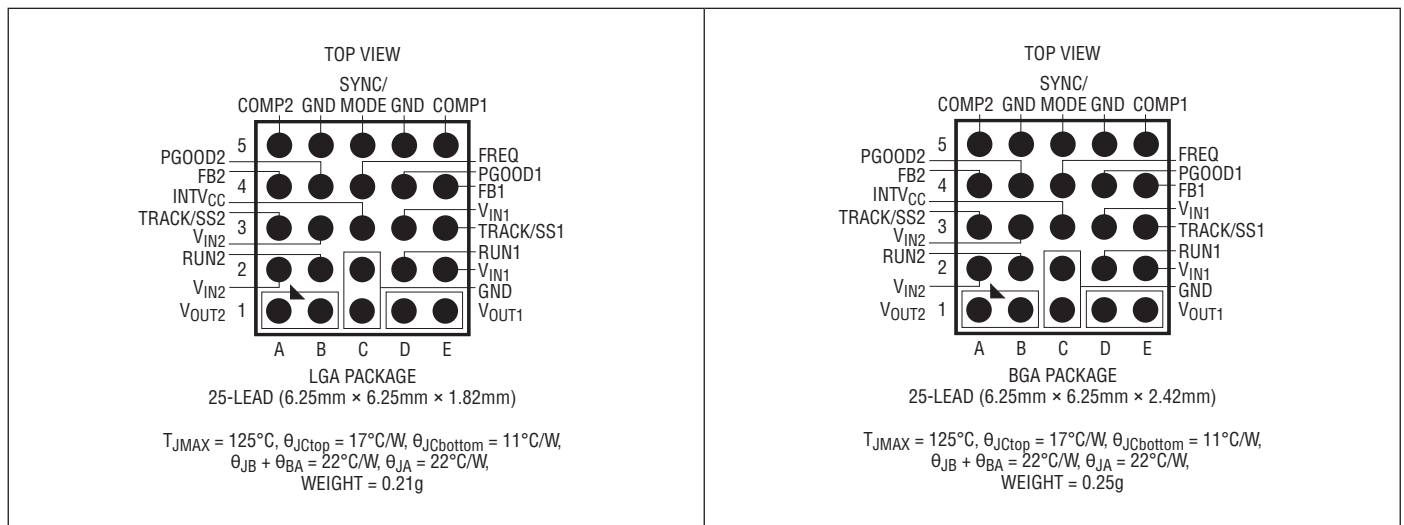 TOP VIEW
SYNC/
COMP2 GND MODE GND COMP1
5
PGOOD2
FREQ
PGOOD1
FB2
4
FB1
INTVCC
VIN1
TRACK/SS2
3
TRACK/SS1
VIN2
RUN2
RUN1
2
VIN1
VIN2
GND
VOUT2 1
VOUT1
A B C D E
LGA PACKAGE
25-LEAD (6.25mm × 6.25mm × 1.82mm)
TJMAX = 125°C, θJCtop = 17°C/W, θJCbottom = 11°C/W,
θJB + θBA = 22°C/W, θJA = 22°C/W,
WEIGHT = 0.21g
TOP VIEW
SYNC/
COMP2 GND MODE GND COMP1
5
PGOOD2
FREQ
PGOOD1
FB2
4
FB1
INTVCC
VIN1
TRACK/SS2
3
TRACK/SS1
VIN2
RUN2
RUN1
2
VIN1
VIN2
GND
VOUT2 1
VOUT1
A B C D E
BGA PACKAGE
25-LEAD (6.25mm × 6.25mm × 2.42mm)
TJMAX = 125°C, θJCtop = 17°C/W, θJCbottom = 11°C/W,
θJB + θBA = 22°C/W, θJA = 22°C/W,
WEIGHT = 0.25g